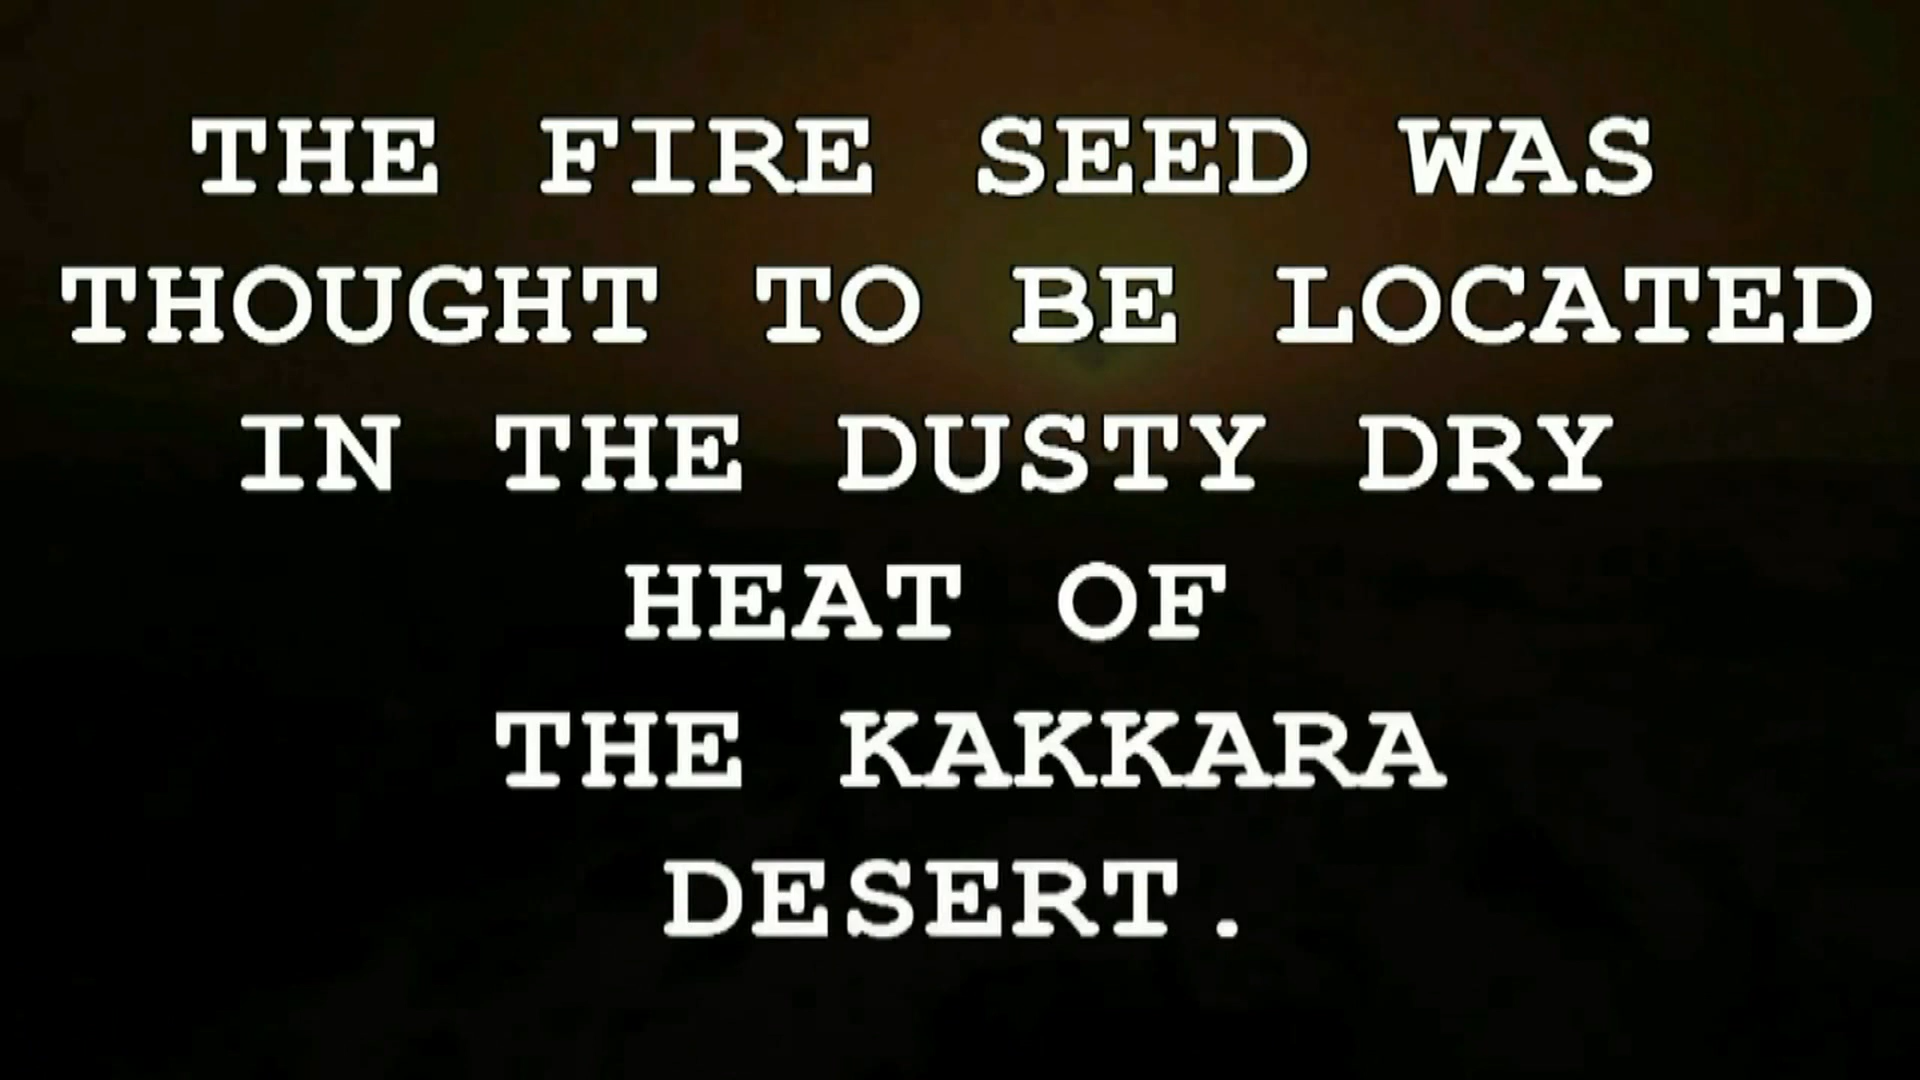 THE FIRE SEED WAS
THOUGHT TO BE LOCATED
IN THE DUSTY DRY
HEAT OF
THE KAKKARA
DESERT.